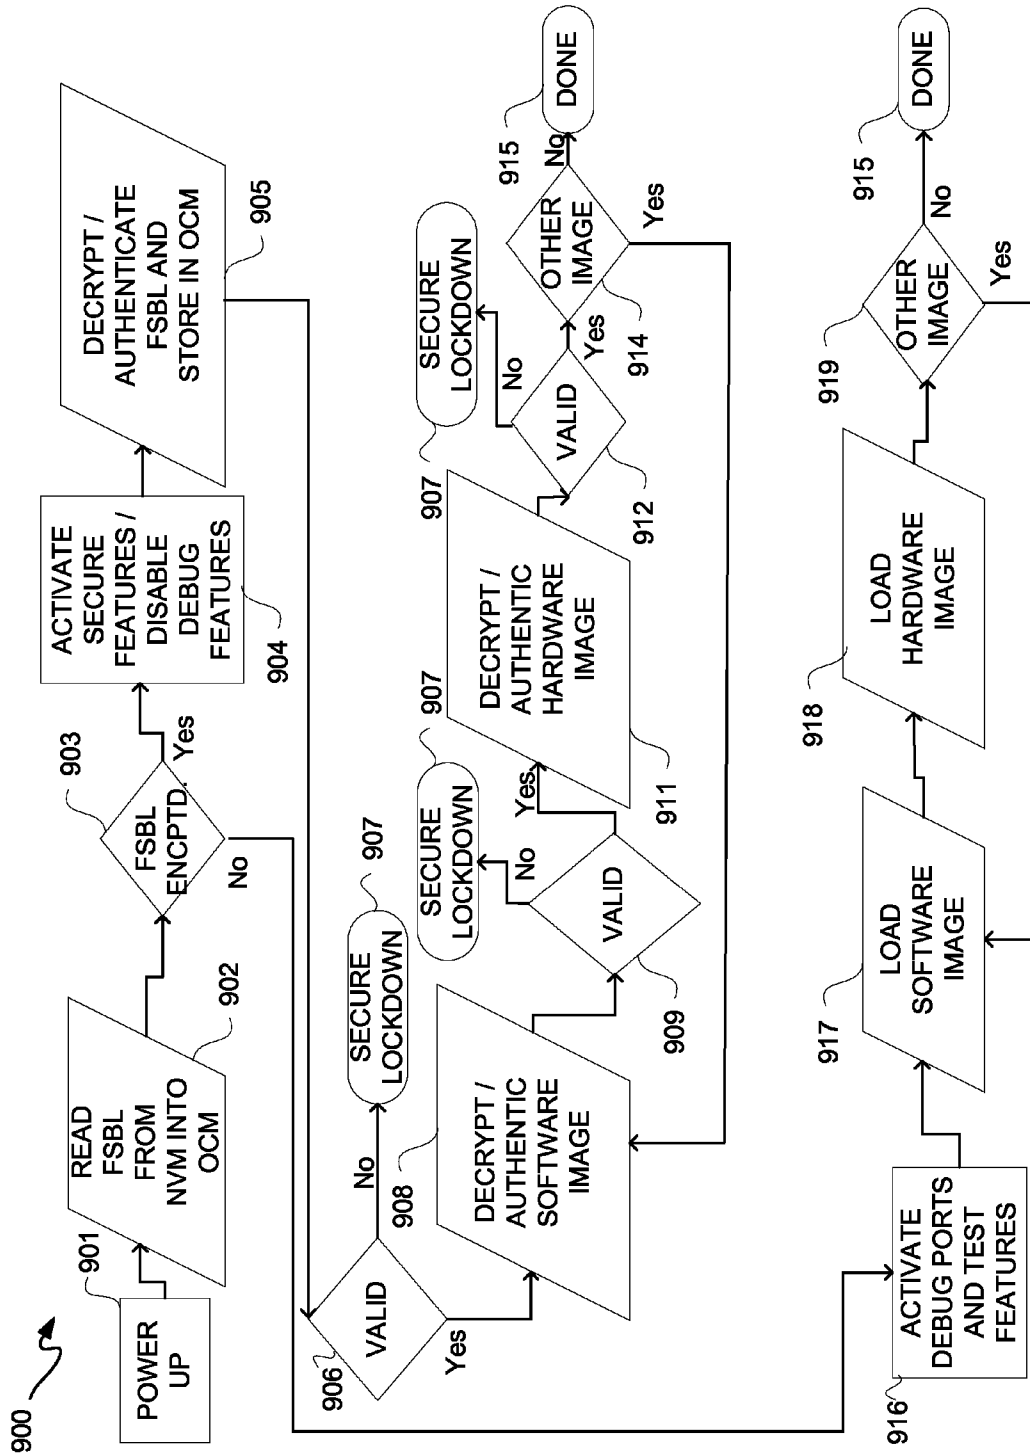 900
POWER
UP
901
READ
FSBL
FROM
NVM INTO
OCM
902
FSBL
ENCPTD.
903
Yes
No
ACTIVATE
SECURE
FEATURES /
DISABLE
DEBUG
FEATURES
904
DECRYPT /
AUTHENTICATE
FSBL AND
STORE IN OCM
905
VALID
906
No
Yes
SECURE
LOCKDOWN
907
DECRYPT /
AUTHENTIC
SOFTWARE
IMAGE
908
VALID
909
No
Yes
SECURE
LOCKDOWN
907
DECRYPT /
AUTHENTIC
HARDWARE
IMAGE
911
VALID
912
No
Yes
SECURE
LOCKDOWN
907
OTHER
IMAGE
914
No
Yes
DONE
915
ACTIVATE
DEBUG PORTS
AND TEST
FEATURES
916
LOAD
SOFTWARE
IMAGE
917
LOAD
HARDWARE
IMAGE
918
OTHER
IMAGE
919
No
Yes
DONE
915